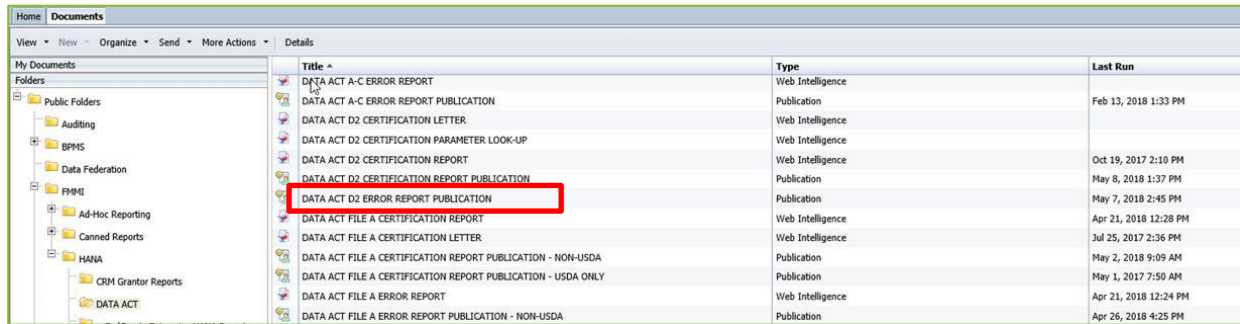 Home Documents
View New Organize Send More Actions Details
My Documents
Folders
Public Folders
Auditing
BPMS
Data Federation
FMMI
Ad-Hoc Reporting
Canned Reports
HANA
CRM Grantor Reports
DATA ACT
Title Type Last Run
DATA ACT A-C ERROR REPORT Web Intelligence
DATA ACT A-C ERROR REPORT PUBLICATION Publication Feb 13, 2018 1:33 PM
DATA ACT D2 CERTIFICATION LETTER Web Intelligence
DATA ACT D2 CERTIFICATION PARAMETER LOOK-UP Web Intelligence
DATA ACT D2 CERTIFICATION REPORT Web Intelligence Oct 19, 2017 2:10 PM
DATA ACT D2 CERTIFICATION REPORT PUBLICATION Publication May 8, 2018 1:37 PM
DATA ACT D2 ERROR REPORT PUBLICATION Publication May 7, 2018 2:45 PM
DATA ACT FILE A CERTIFICATION REPORT Web Intelligence Apr 21, 2018 12:28 PM
DATA ACT FILE A CERTIFICATION LETTER Web Intelligence Jul 25, 2017 2:36 PM
DATA ACT FILE A CERTIFICATION REPORT PUBLICATION - NON-USDA Publication May 2, 2018 9:09 AM
DATA ACT FILE A CERTIFICATION REPORT PUBLICATION - USDA ONLY Publication May 1, 2017 7:50 AM
DATA ACT FILE A ERROR REPORT Web Intelligence Apr 21, 2018 12:24 PM
DATA ACT FILE A ERROR REPORT PUBLICATION - NON-USDA Publication Apr 26, 2018 4:25 PM